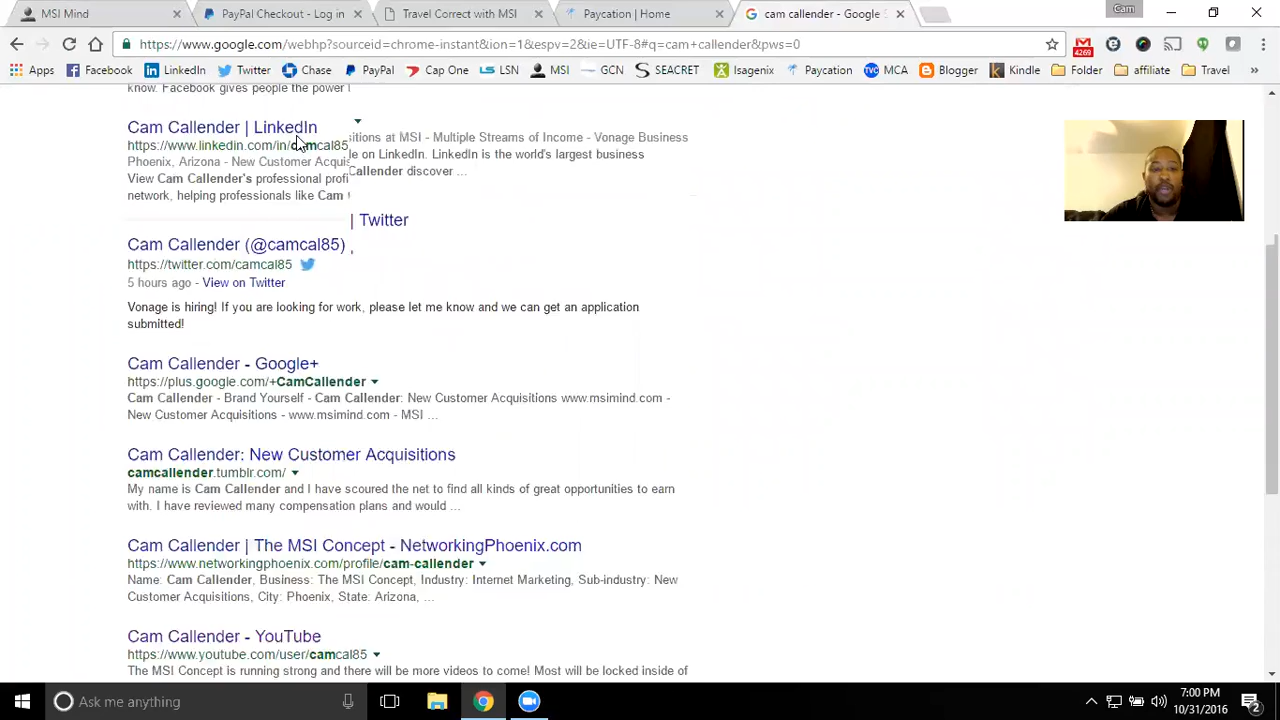 MSI Mind
PayPal Checkout - Log in
Travel Correct with MSI
Paycation | Home
cam callender - Google S
Cam
https://www.google.com/webhp?sourceid=chrome-instant&ion=1&espv=2&ie=UTF-8#q=cam+callender&pws=0
4269
Apps Facebook LinkedIn Twitter Chase PayPal Cap One LSN MSI GCN SEACRET Isagenix Paycation MCA Blogger Kindle Folder affiliate Travel
know. Facebook gives people the power
Cam Callender | LinkedIn
https://www.linkedin.com/in/camcal85
itions at MSI - Multiple Streams of Income - Vonage Business
Phoenix, Arizona - New Customer Acquis
le on LinkedIn. LinkedIn is the world's largest business
View Cam Callender's professional profi
Callender discover ...
network, helping professionals like Cam
| Twitter
Cam Callender (@camcal85)
https://twitter.com/camcal85
5 hours ago - View on Twitter
Vonage is hiring! If you are looking for work, please let me know and we can get an application
submitted!
Cam Callender - Google+
https://plus.google.com/+CamCallender
Cam Callender - Brand Yourself - Cam Callender: New Customer Acquisitions www.msimind.com -
New Customer Acquisitions - www.msimind.com - MSI ...
Cam Callender: New Customer Acquisitions
camcallender.tumblr.com/
My name is Cam Callender and I have scoured the net to find all kinds of great opportunities to earn
with. I have reviewed many compensation plans and would ...
Cam Callender | The MSI Concept - NetworkingPhoenix.com
https://www.networkingphoenix.com/profile/cam-callender
Name: Cam Callender, Business: The MSI Concept, Industry: Internet Marketing, Sub-industry: New
Customer Acquisitions, City: Phoenix, State: Arizona, ...
Cam Callender - YouTube
https://www.youtube.com/user/camcal85
The MSI Concept is running strong and there will be more videos to come! Most will be locked inside of
Ask me anything
7:00 PM
10/31/2016
2